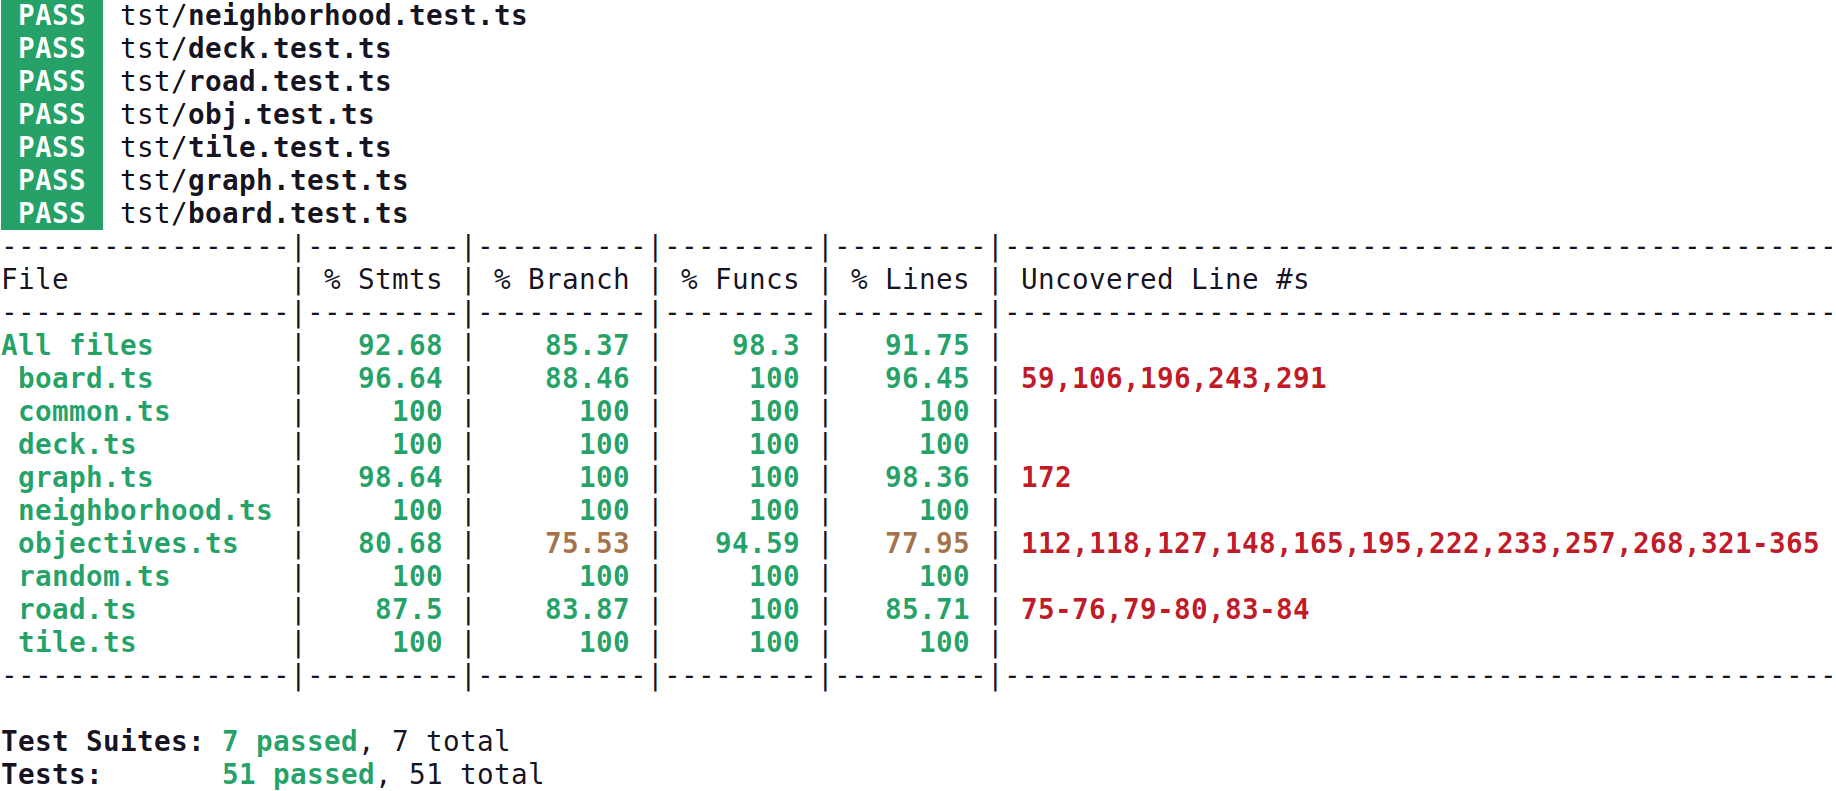 PASS tst/neighborhood.test.ts
PASS tst/deck.test.ts
PASS tst/road.test.ts
PASS tst/obj.test.ts
PASS tst/tile.test.ts
PASS tst/graph.test.ts
PASS tst/board.test.ts
-----------------|---------|----------|---------|---------|-------------------------------------------------
File             | % Stmts | % Branch | % Funcs | % Lines | Uncovered Line #s
-----------------|---------|----------|---------|---------|-------------------------------------------------
All files        |   92.68 |    85.37 |    98.3 |   91.75 |
 board.ts        |   96.64 |    88.46 |     100 |   96.45 | 59,106,196,243,291
 common.ts       |     100 |      100 |     100 |     100 |
 deck.ts         |     100 |      100 |     100 |     100 |
 graph.ts        |   98.64 |      100 |     100 |   98.36 | 172
 neighborhood.ts |     100 |      100 |     100 |     100 |
 objectives.ts   |   80.68 |    75.53 |   94.59 |   77.95 | 112,118,127,148,165,195,222,233,257,268,321-365
 random.ts       |     100 |      100 |     100 |     100 |
 road.ts         |    87.5 |    83.87 |     100 |   85.71 | 75-76,79-80,83-84
 tile.ts         |     100 |      100 |     100 |     100 |
-----------------|---------|----------|---------|---------|-------------------------------------------------
Test Suites: 7 passed, 7 total
Tests:       51 passed, 51 total